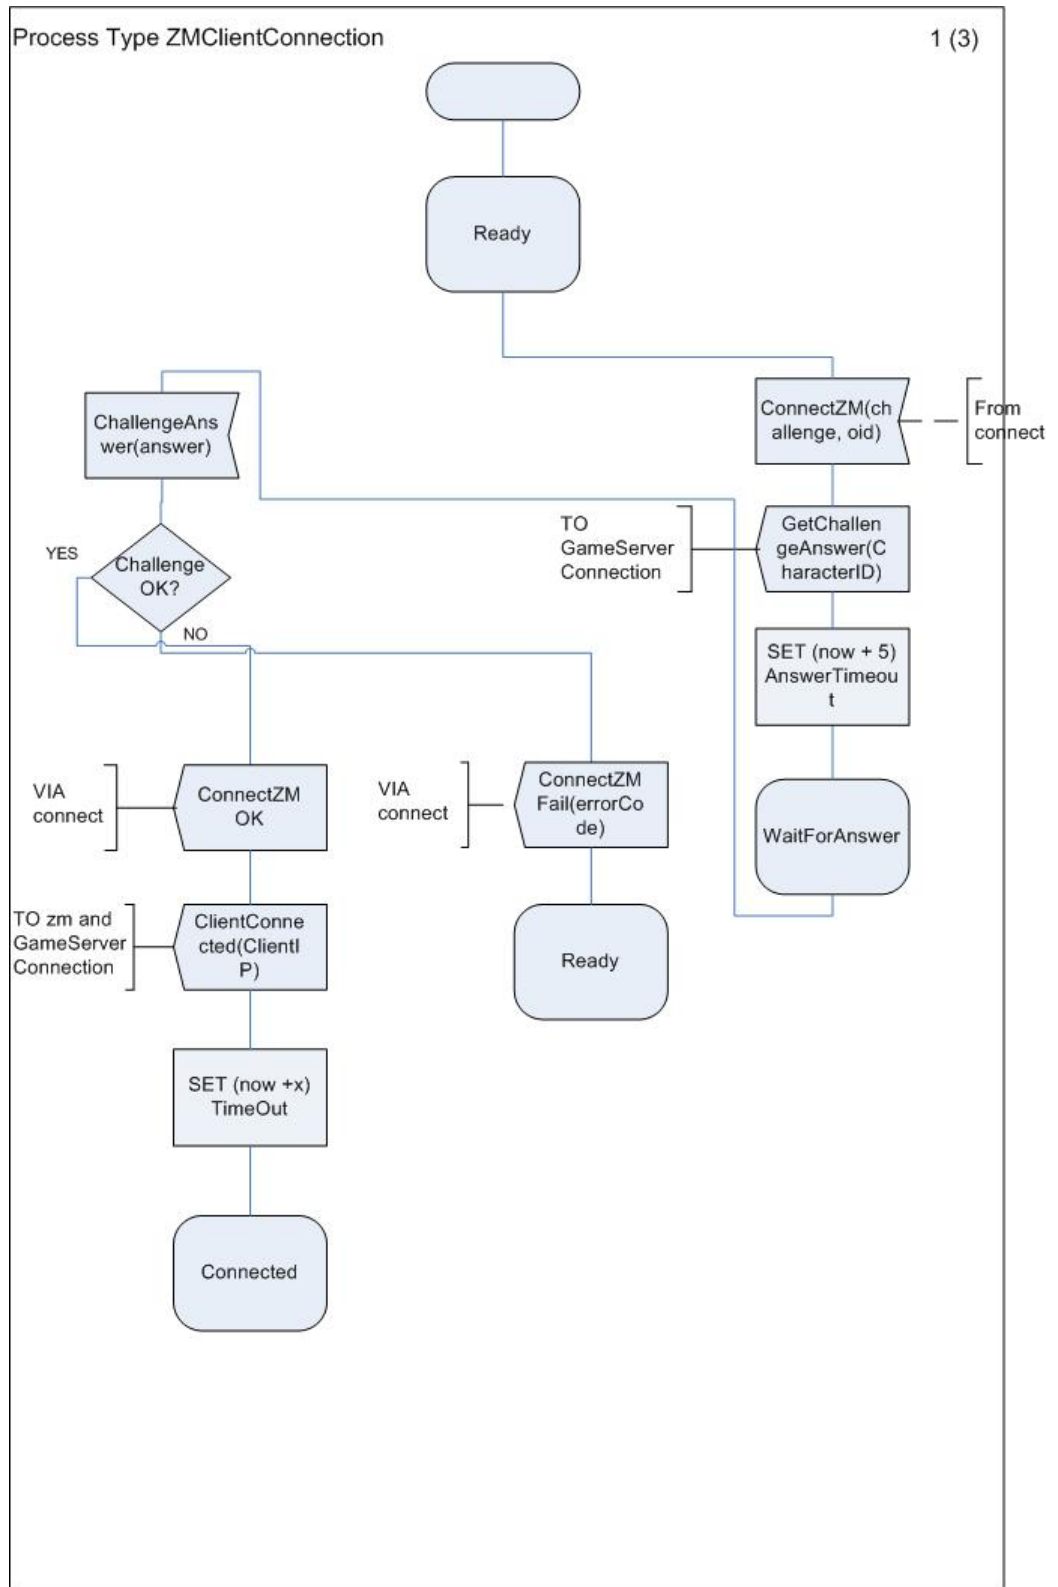 Process Type ZMClientConnection
1 (3)
Ready
ChallengeAns
wer(answer)
ConnectZM(ch
allenge, oid)
From
connect
TO
GameServer
Connection
GetChallen
geAnswer(C
haracterID)
YES
Challenge
OK?
NO
SET (now + 5)
AnswerTimeou
t
VIA
connect
ConnectZM
OK
VIA
connect
ConnectZM
Fail(errorCo
de)
WaitForAnswer
TO zm and
GameServer
Connection
ClientConne
cted(ClientI
P)
Ready
SET (now +x)
TimeOut
Connected